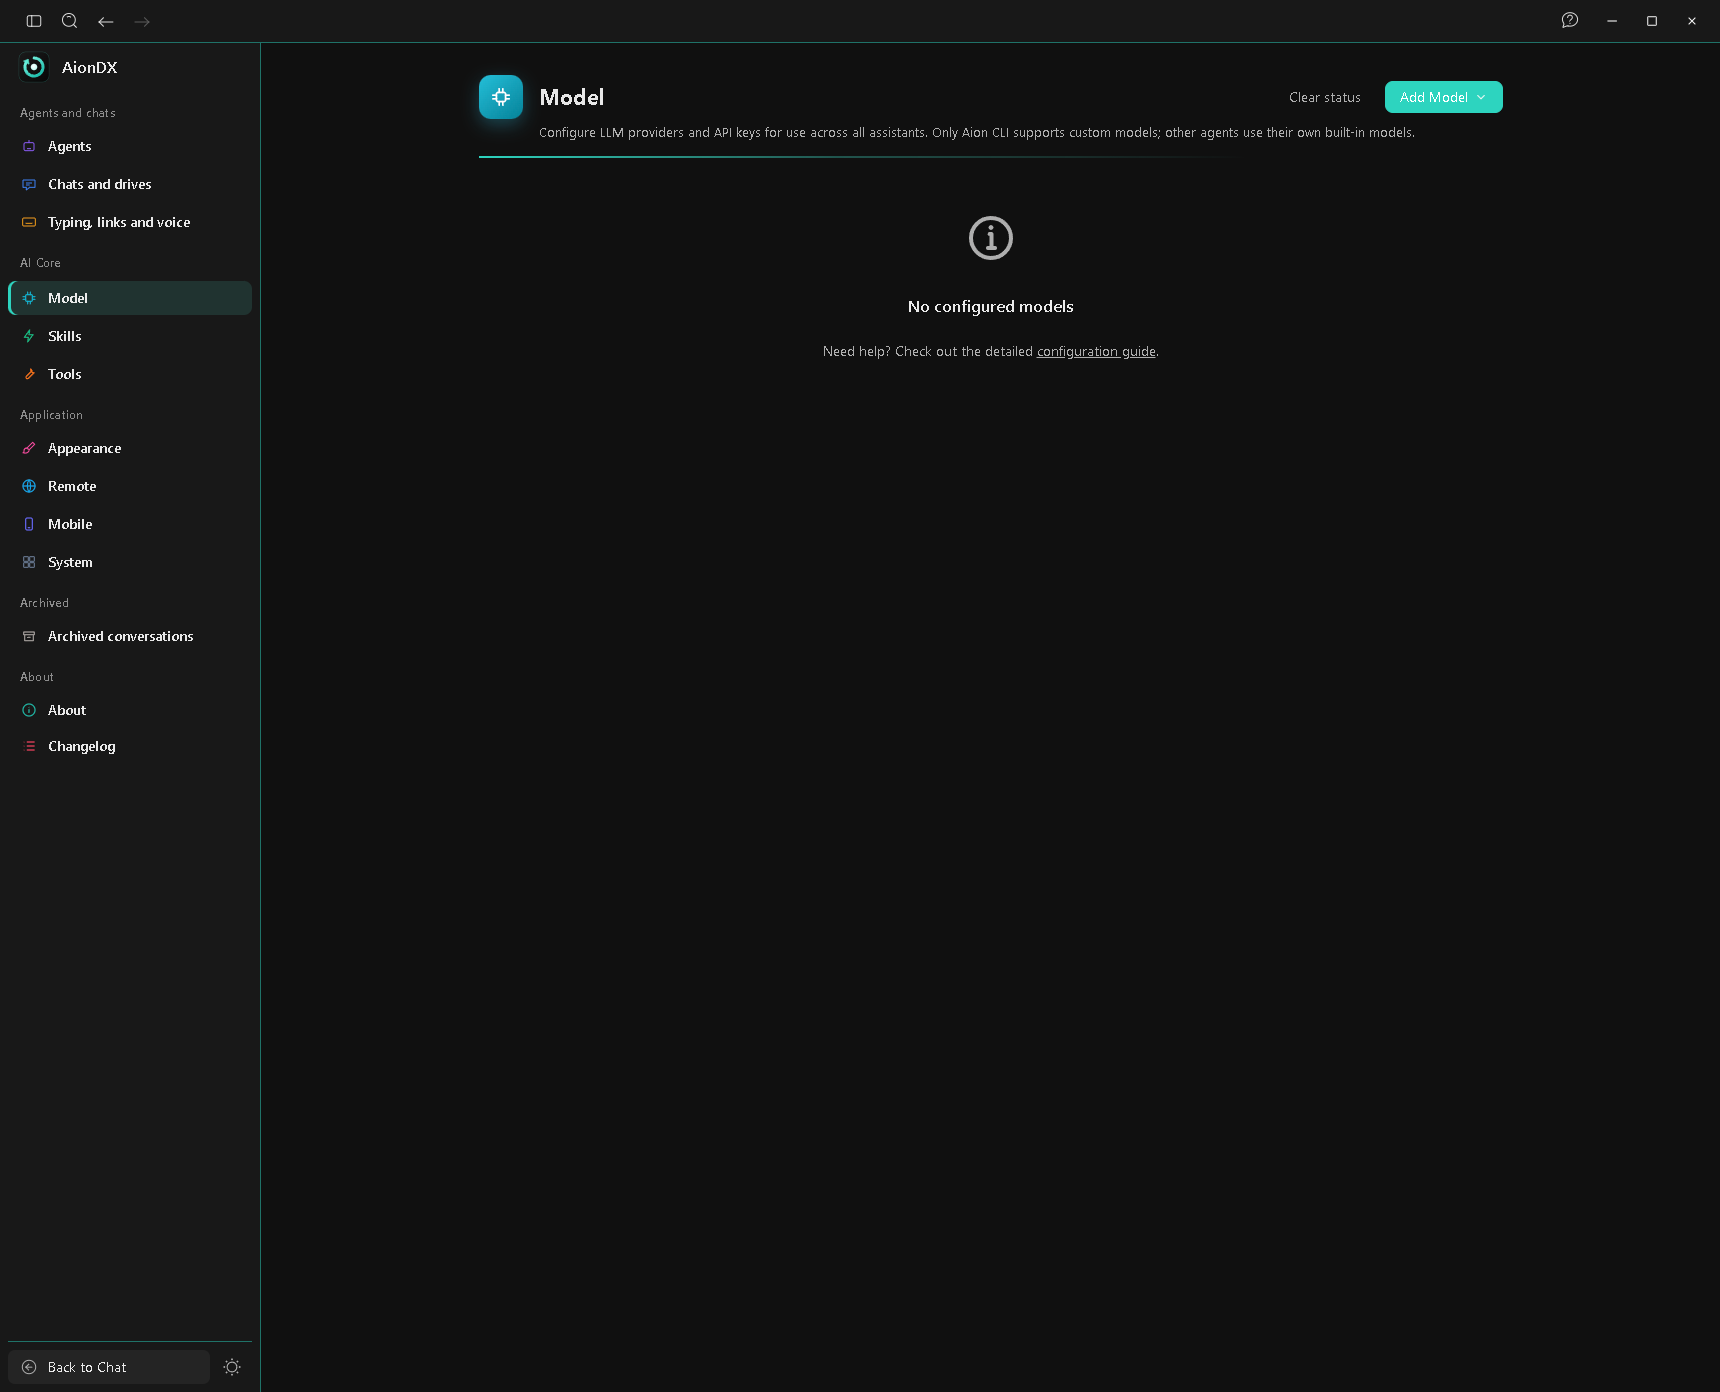 AionDX
Agents and chats
Agents
Chats and drives
Typing, links and voice
AI Core
Model
Skills
Tools
Application
Appearance
Remote
Mobile
System
Archived
Archived conversations
About
About
Changelog
Back to Chat
Model
Clear status
Add Model
Configure LLM providers and API keys for use across all assistants. Only Aion CLI supports custom models; other agents use their own built-in models.
No configured models
Need help? Check out the detailed configuration guide.